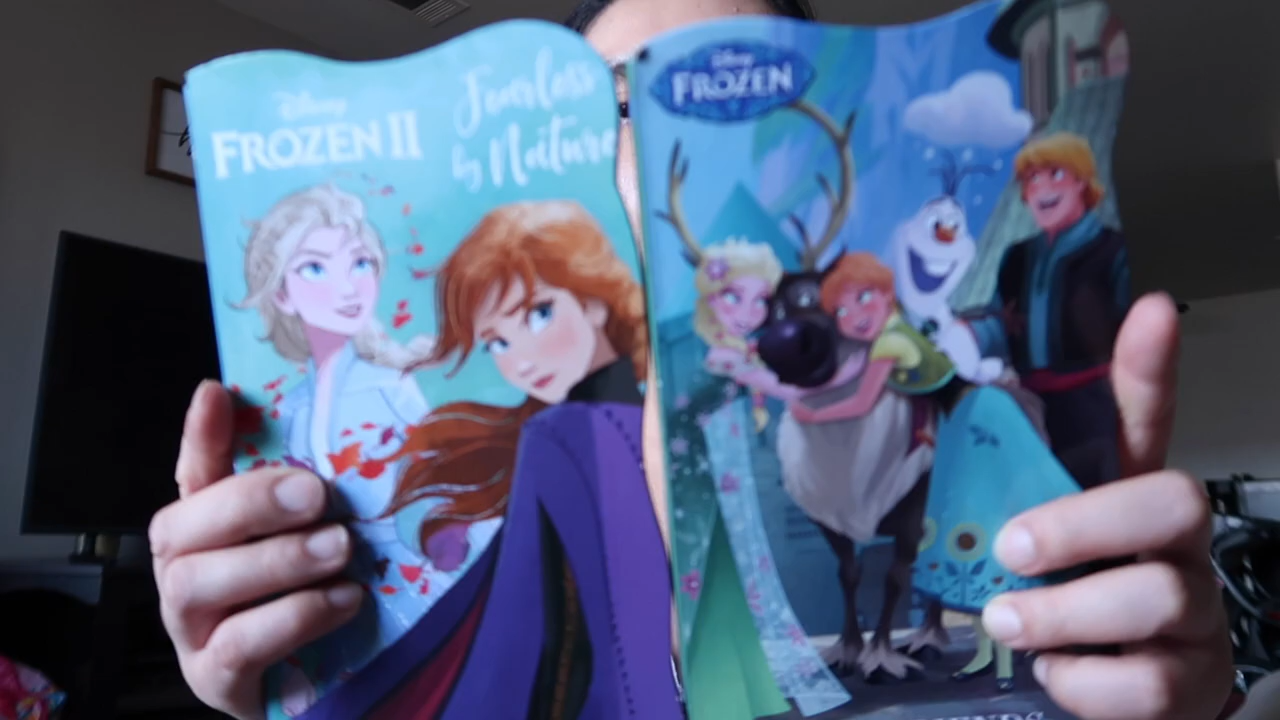 Disney
FROZEN II
Fearless
by Nature
Disney
FROZEN